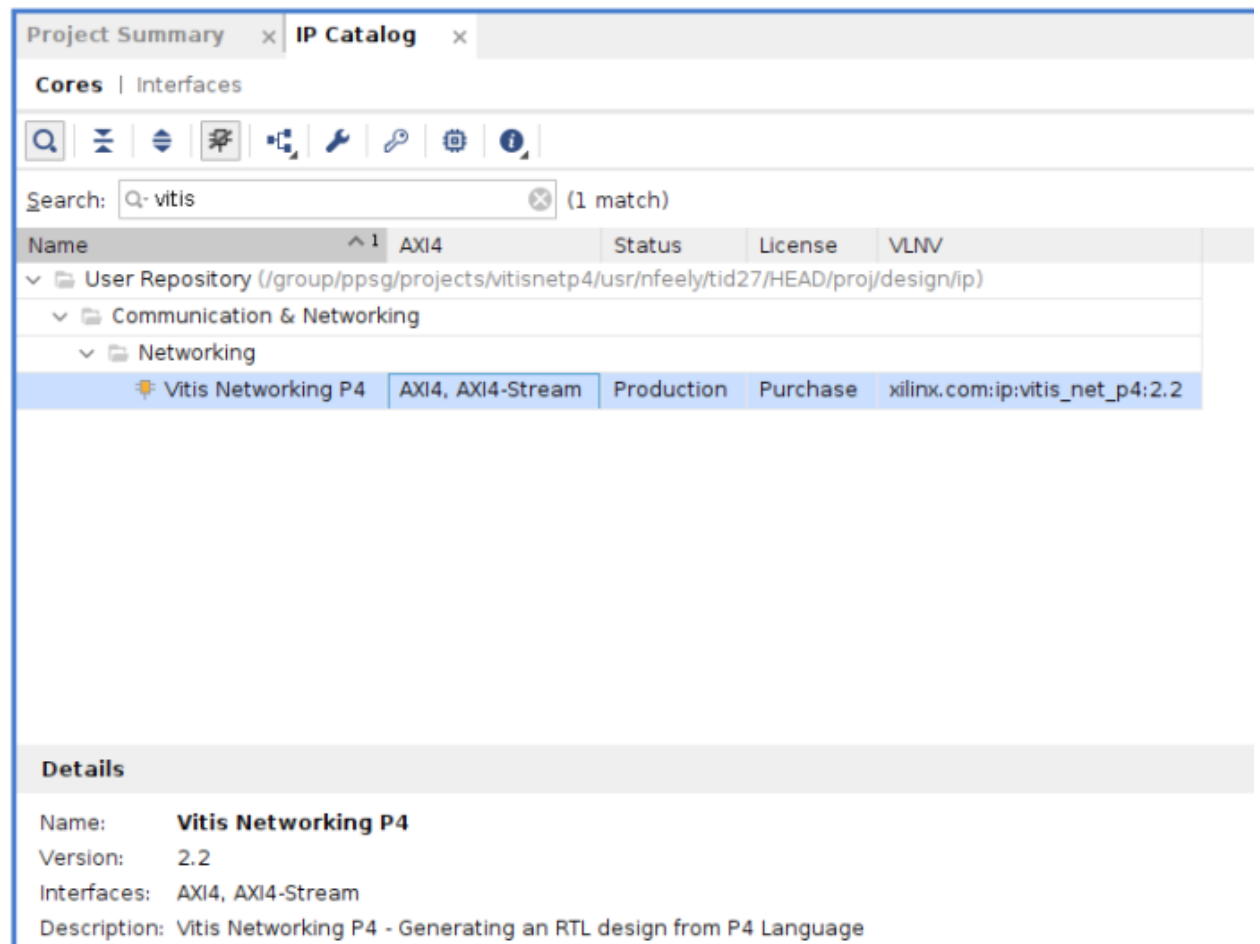 Project Summary × IP Catalog ×
Cores | Interfaces
Search: vitis (1 match)
Name 1 AXI4 Status License VLNV
User Repository (/group/ppsg/projects/vitisnetp4/usr/nfeely/tid27/HEAD/proj/design/ip)
Communication & Networking
Networking
Vitis Networking P4 AXI4, AXI4-Stream Production Purchase xilinx.com:ip:vitis_net_p4:2.2
Details
Name: Vitis Networking P4
Version: 2.2
Interfaces: AXI4, AXI4-Stream
Description: Vitis Networking P4 - Generating an RTL design from P4 Language